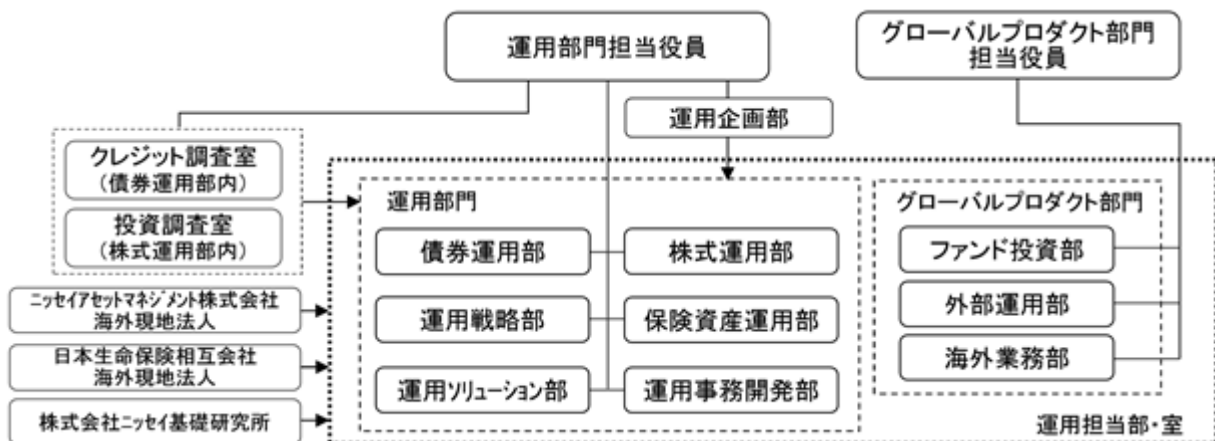 運用部門担当役員
グローバルプロダクト部門
担当役員
運用企画部
クレジット調査室
(債券運用部内)
投資調査室
(株式運用部内)
運用部門
債券運用部
株式運用部
運用戦略部
保険資産運用部
運用ソリューション部
運用事務開発部
グローバルプロダクト部門
ファンド投資部
外部運用部
海外業務部
ニッセイアセットマネジメント株式会社
海外現地法人
日本生命保険相互会社
海外現地法人
株式会社ニッセイ基礎研究所
運用担当部・室